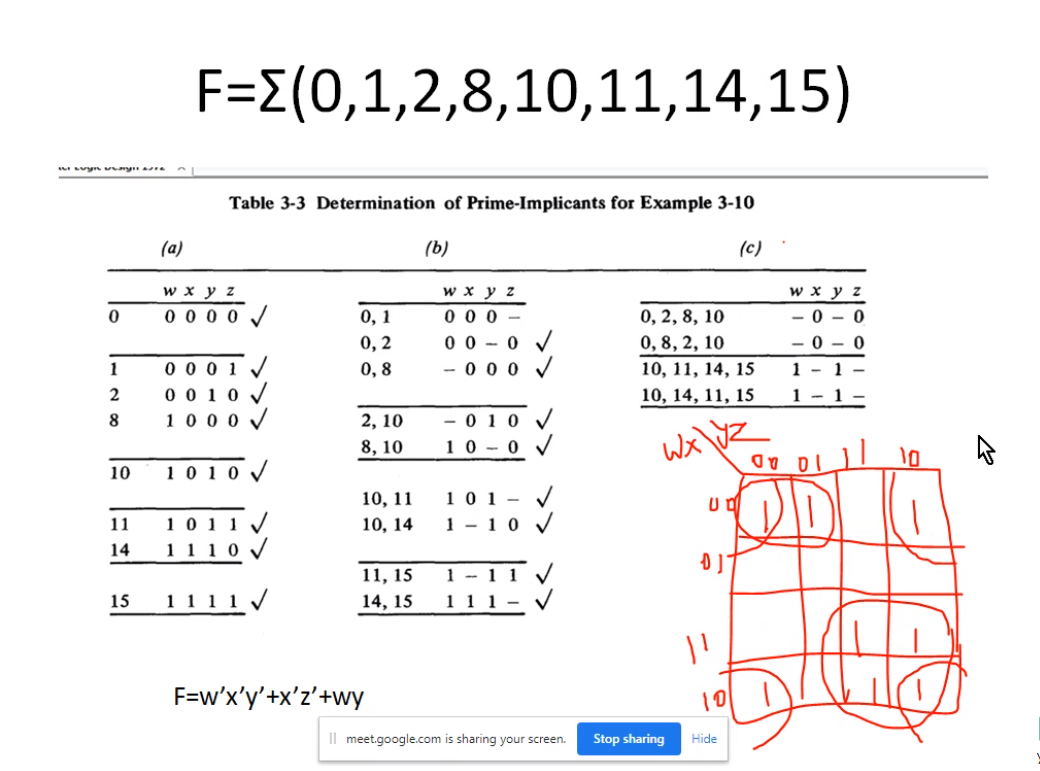 F=Σ(0,1,2,8,10,11,14,15)
Table 3-3 Determination of Prime-Implicants for Example 3-10
(a) (b) (c)
w x y z w x y z w x y z
0 0 0 0 0 ✓ 0, 1 0 0 0 – 0, 2, 8, 10 – 0 – 0
0, 2 0 0 – 0 ✓ 0, 8, 2, 10 – 0 – 0
1 0 0 0 1 ✓ 0, 8 – 0 0 0 ✓ 10, 11, 14, 15 1 – 1 –
2 0 0 1 0 ✓ 10, 14, 11, 15 1 – 1 –
8 1 0 0 0 ✓ 2, 10 – 0 1 0 ✓
8, 10 1 0 – 0 ✓
10 1 0 1 0 ✓
10, 11 1 0 1 – ✓
11 1 0 1 1 ✓ 10, 14 1 – 1 0 ✓
14 1 1 1 0 ✓
11, 15 1 – 1 1 ✓
15 1 1 1 1 ✓ 14, 15 1 1 1 – ✓
wx yz
00 01 11 10
00 1 1 1
01
11 1 1
10 1 1 1
F=w’x’y’+x’z’+wy
meet.google.com is sharing your screen. Stop sharing Hide